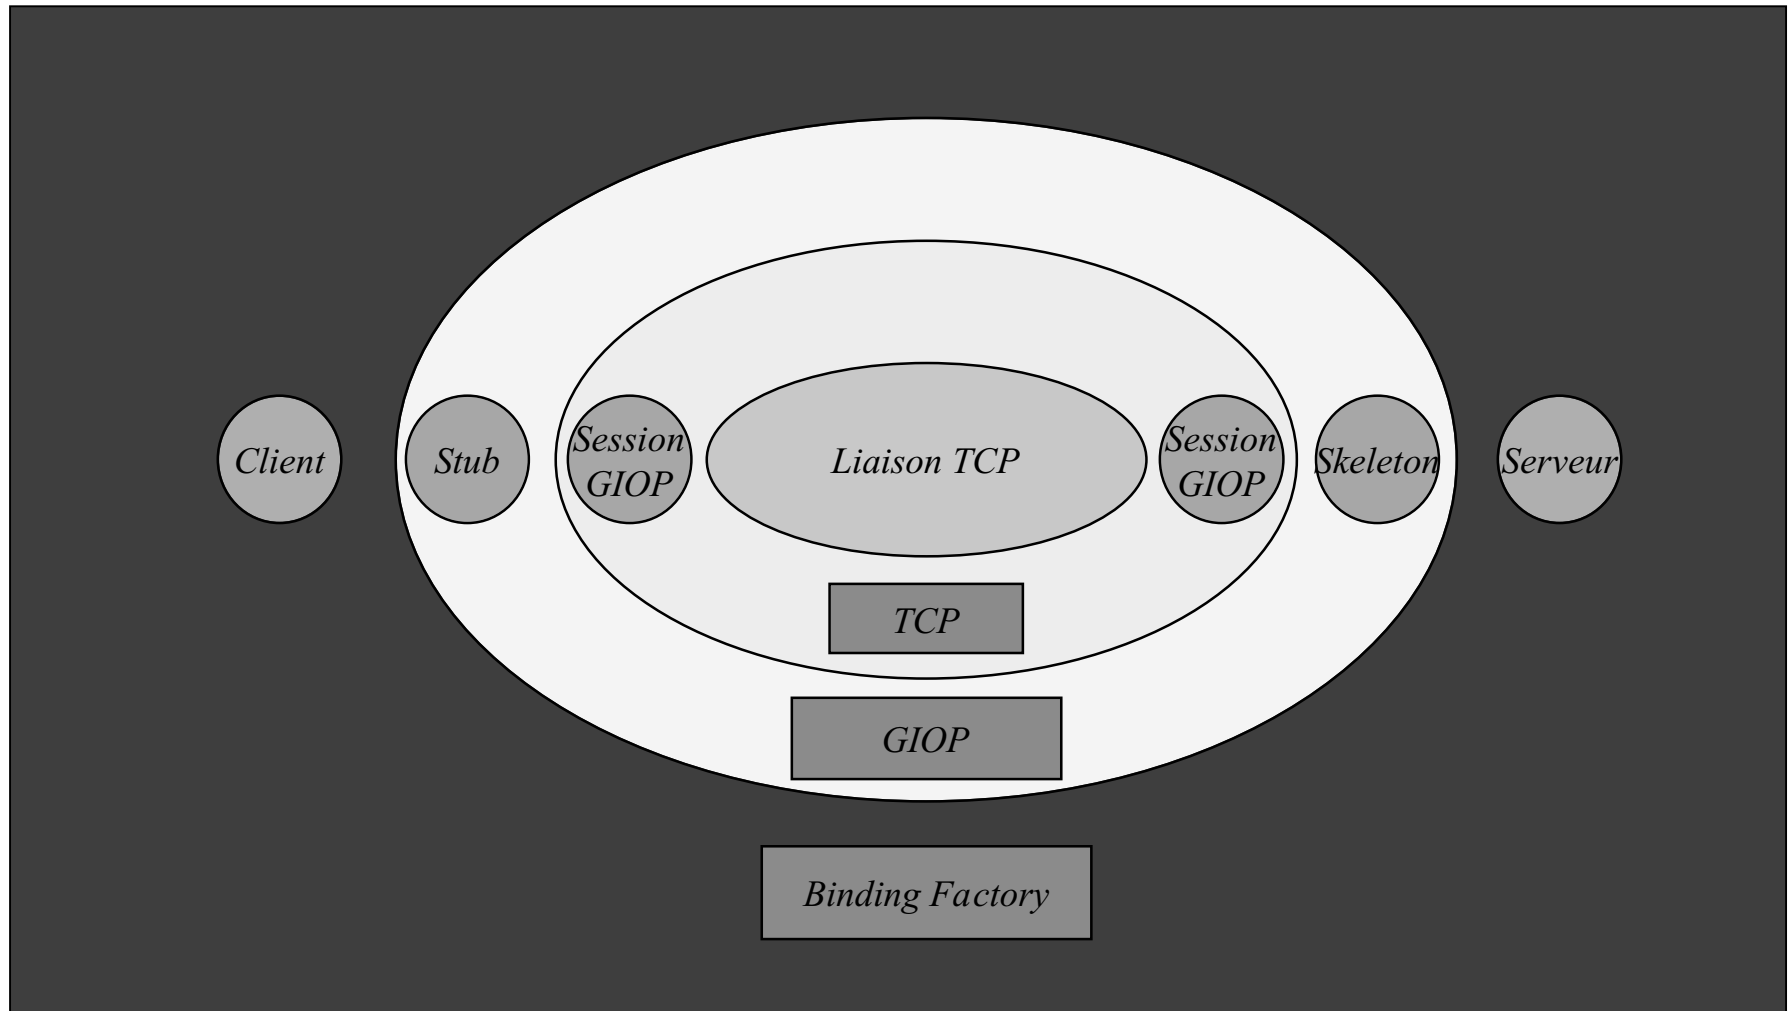 Client
Stub
Session
GIOP
Liaison TCP
Session
GIOP
Skeleton
Serveur
TCP
GIOP
Binding Factory